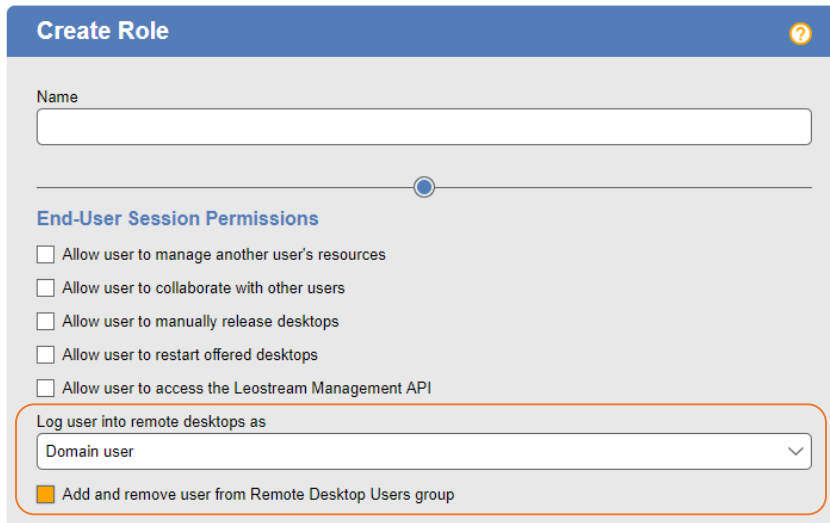 Create Role
?
Name
End-User Session Permissions
Allow user to manage another user's resources
Allow user to collaborate with other users
Allow user to manually release desktops
Allow user to restart offered desktops
Allow user to access the Leostream Management API
Log user into remote desktops as
Domain user
Add and remove user from Remote Desktop Users group